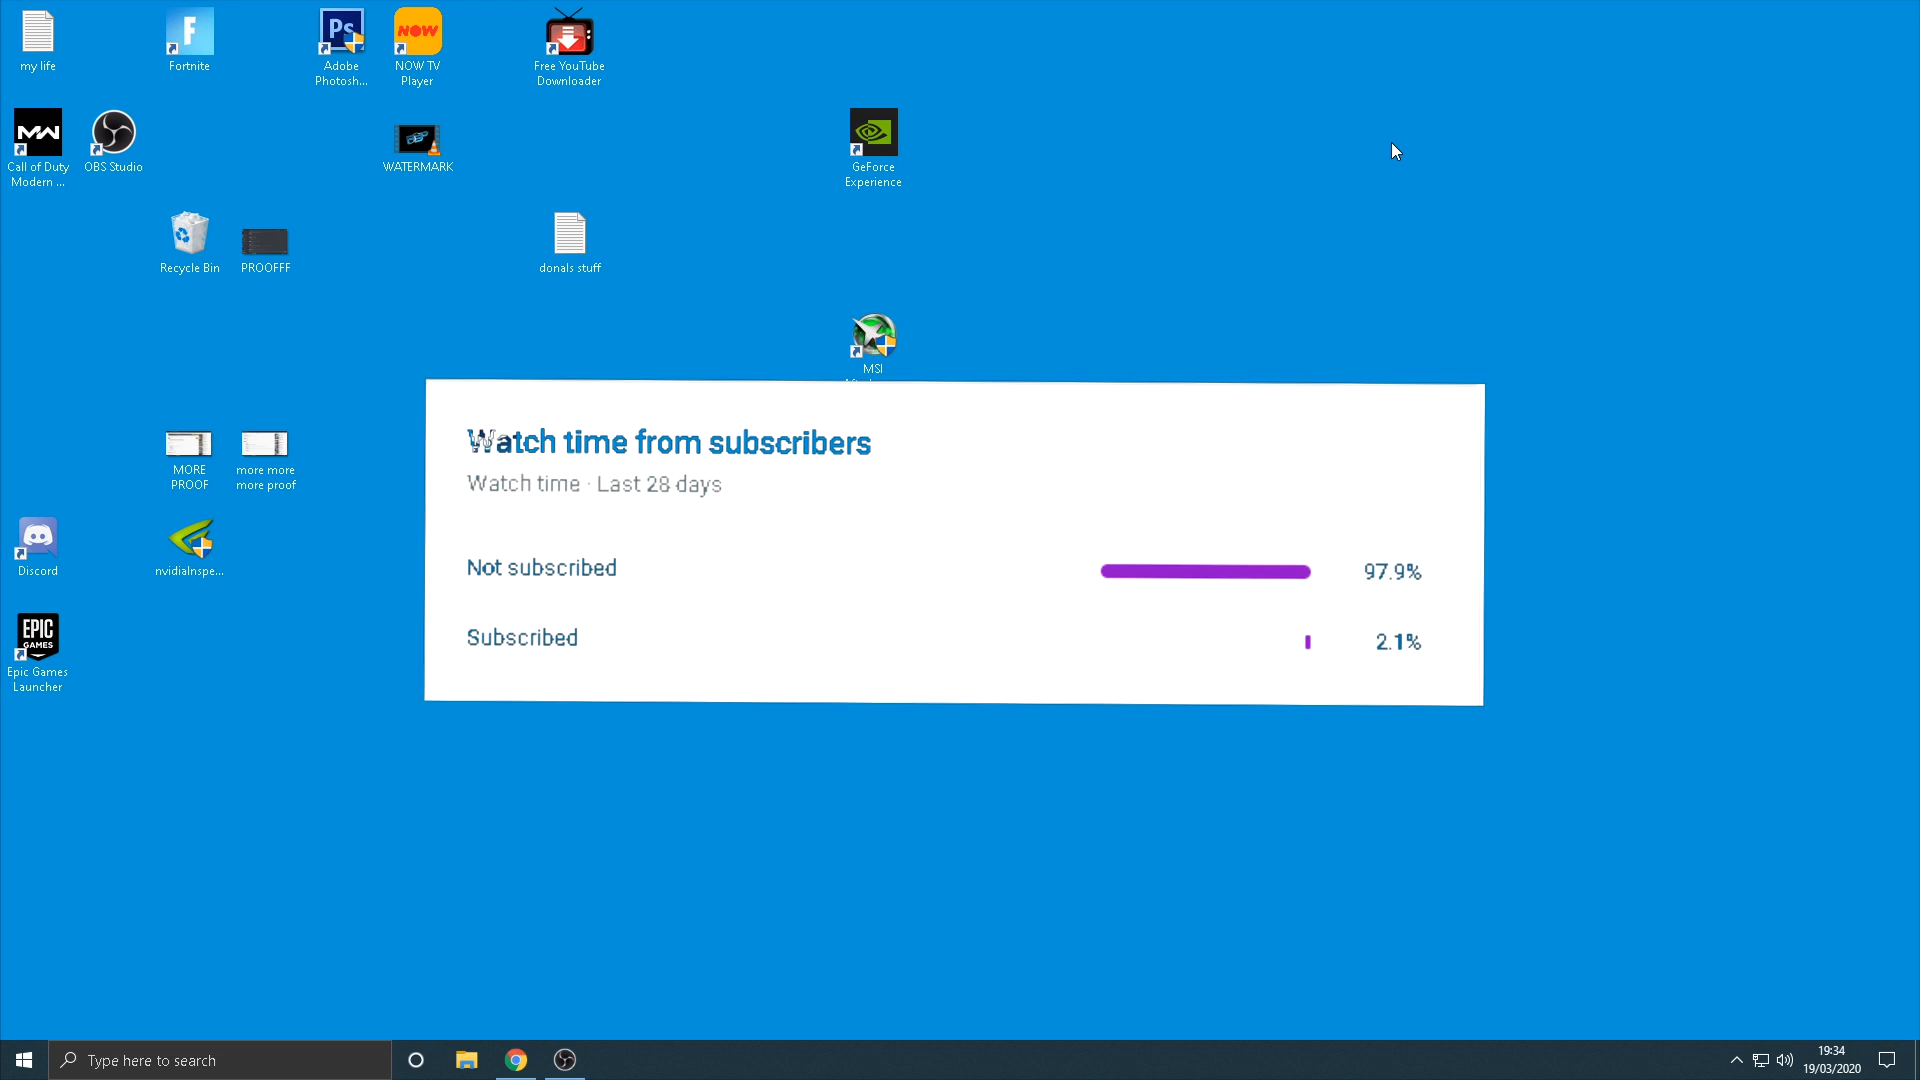 my life
Fortnite
Adobe
Photosh...
NOW TV
Player
Free YouTube
Downloader
Call of Duty
Modern ...
OBS Studio
WATERMARK
GeForce
Experience
Recycle Bin
PROOFFF
donals stuff
MSI
MORE
PROOF
more more
more proof
Discord
nvidiaInspe...
EPIC
GAMES
Epic Games
Launcher
Watch time from subscribers
Watch time · Last 28 days
Not subscribed 97.9%
Subscribed 2.1%
Type here to search
19:34
19/03/2020
F
Ps
NOW
MW